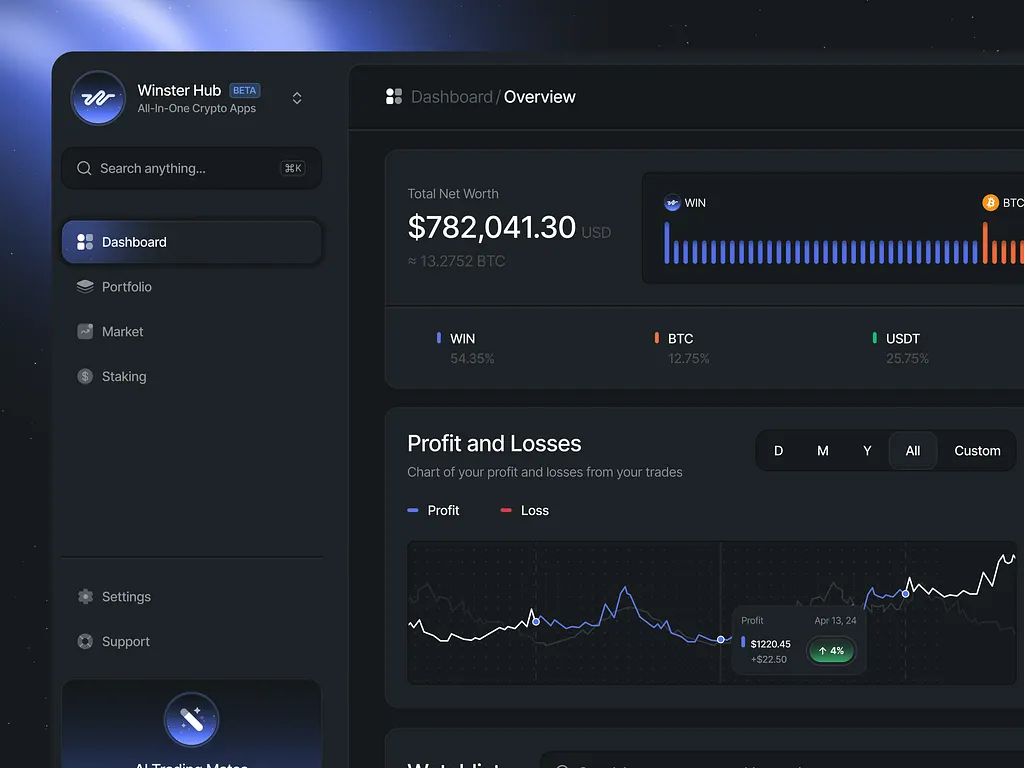 Winster Hub BETA
All-In-One Crypto Apps
Search anything... ⌘K
Dashboard
Portfolio
Market
Staking
Settings
Support
AI Trading Mates
Dashboard / Overview
Total Net Worth
$782,041.30 USD
≈ 13.2752 BTC
WIN
BTC
WIN
54.35%
BTC
12.75%
USDT
25.75%
Profit and Losses
Chart of your profit and losses from your trades
D M Y All Custom
Profit Loss
Profit Apr 13, 24
$1220.45
+$22.50
↑ 4%
Watchlist